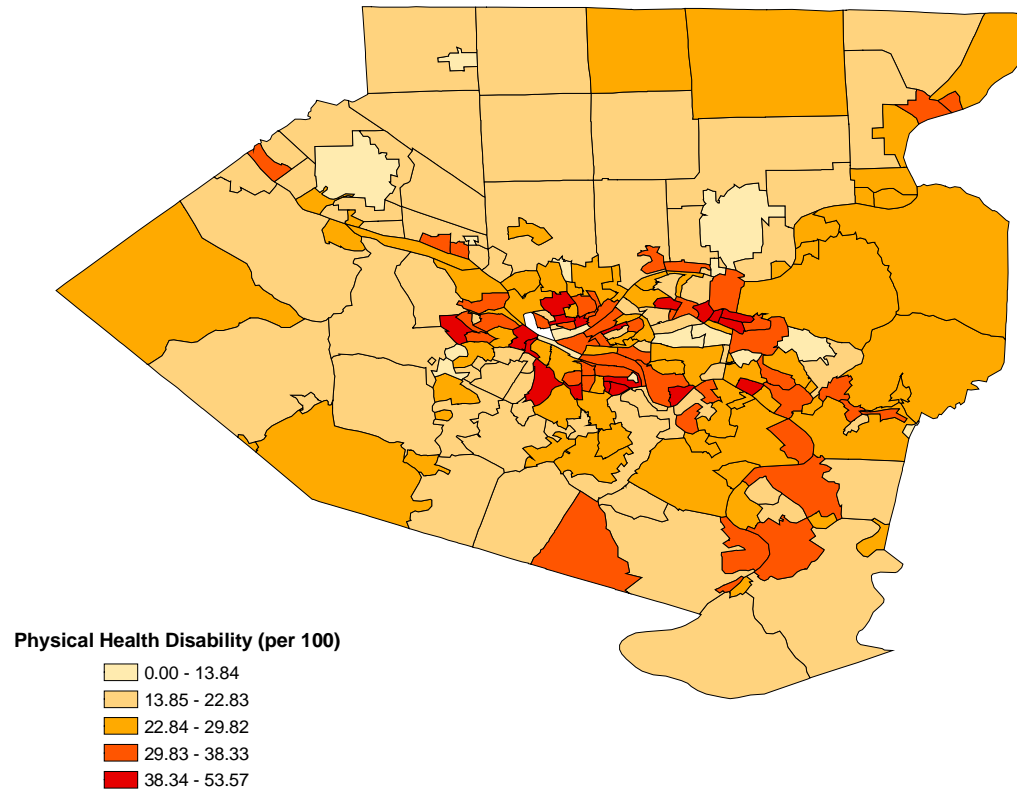 Physical Health Disability (per 100)
0.00 - 13.84
13.85 - 22.83
22.84 - 29.82
29.83 - 38.33
38.34 - 53.57